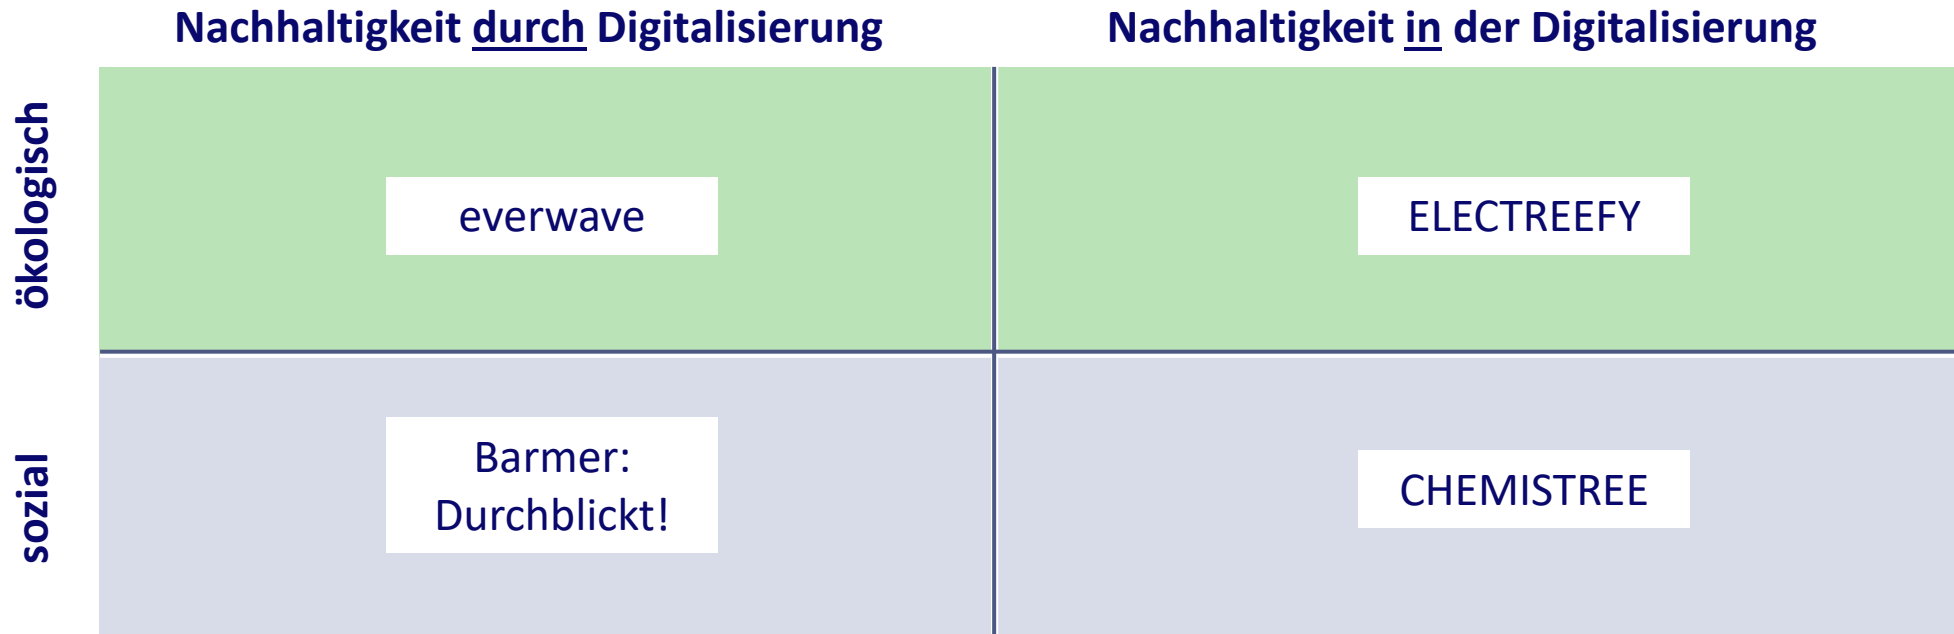 Nachhaltigkeit durch Digitalisierung
Nachhaltigkeit in der Digitalisierung
ökologisch
everwave
ELECTREEFY
sozial
Barmer:
Durchblickt!
CHEMISTREE